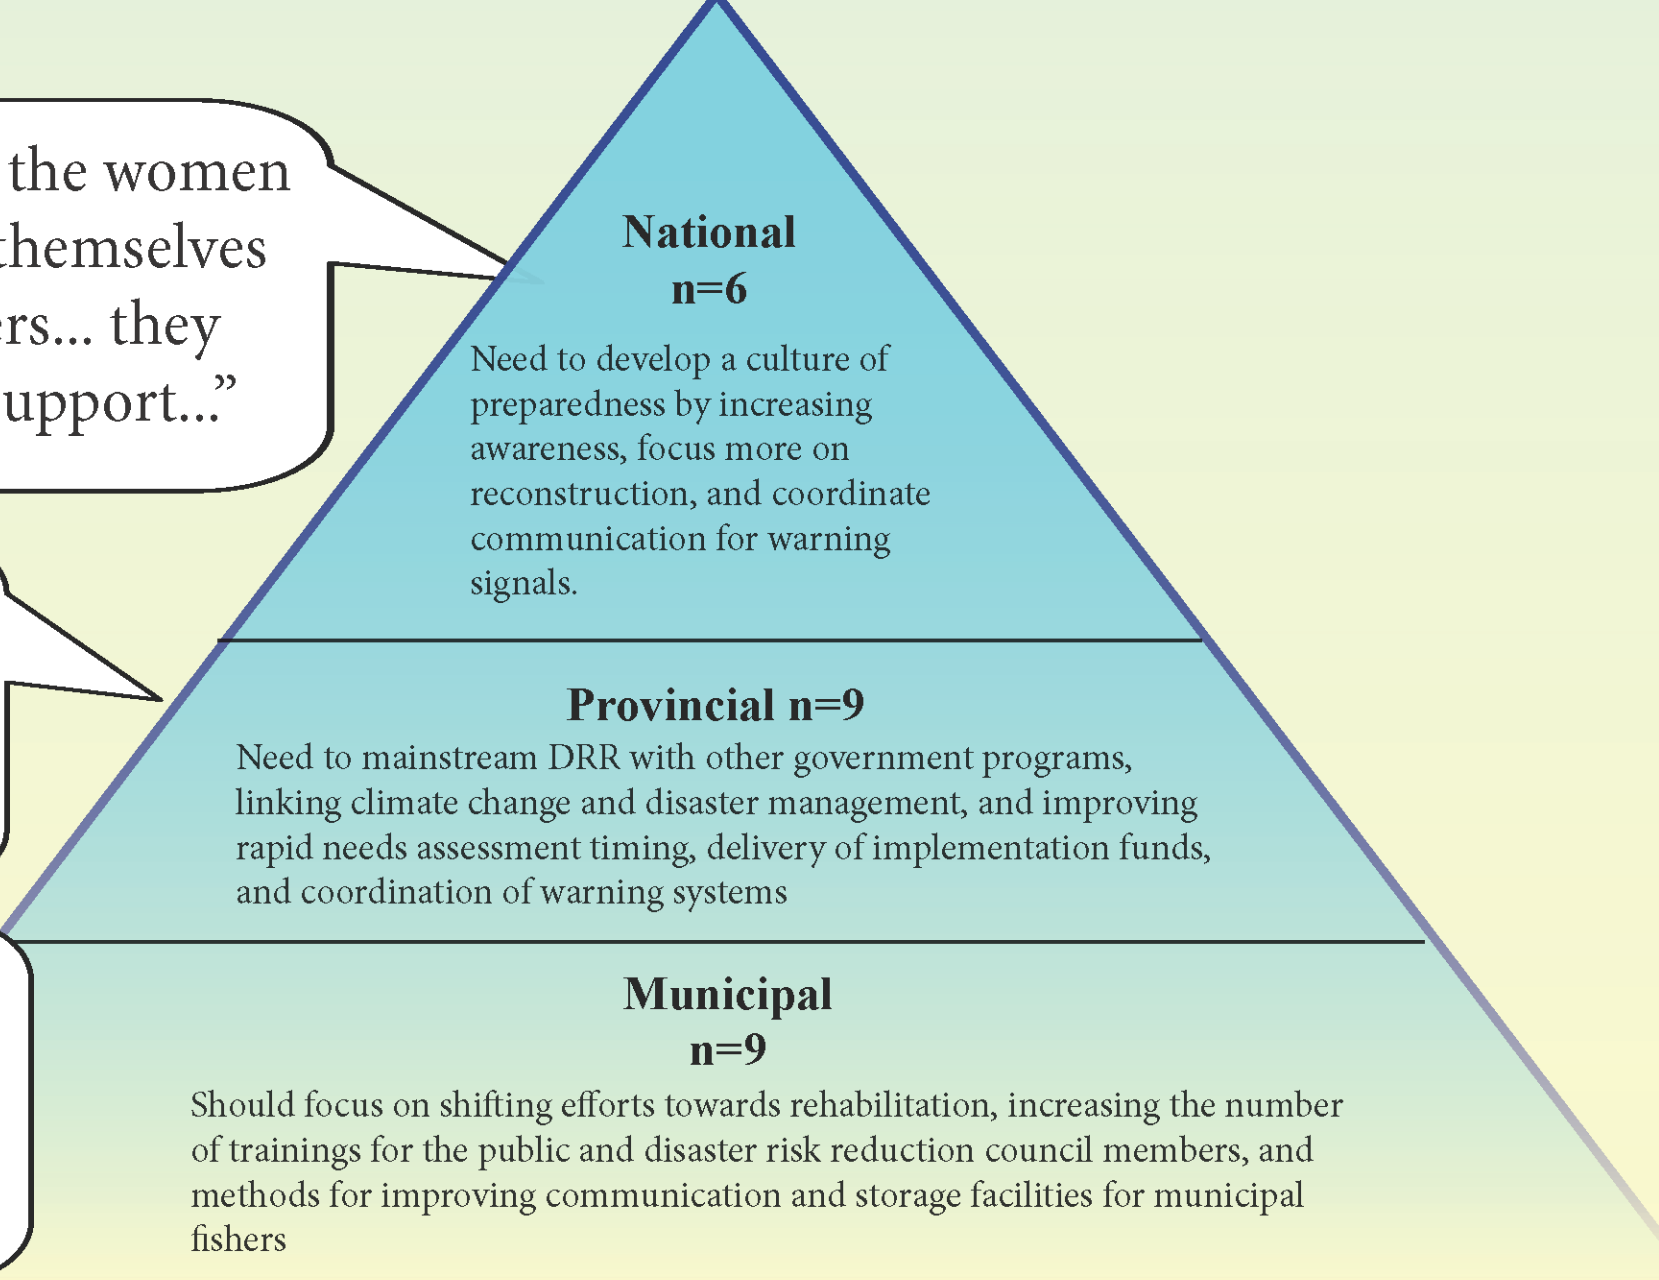 the women
themselves
ers... they
upport...”
National
n=6
Need to develop a culture of
preparedness by increasing
awareness, focus more on
reconstruction, and coordinate
communication for warning
signals.
Provincial n=9
Need to mainstream DRR with other government programs,
linking climate change and disaster management, and improving
rapid needs assessment timing, delivery of implementation funds,
and coordination of warning systems
Municipal
n=9
Should focus on shifting efforts towards rehabilitation, increasing the number
of trainings for the public and disaster risk reduction council members, and
methods for improving communication and storage facilities for municipal
fishers